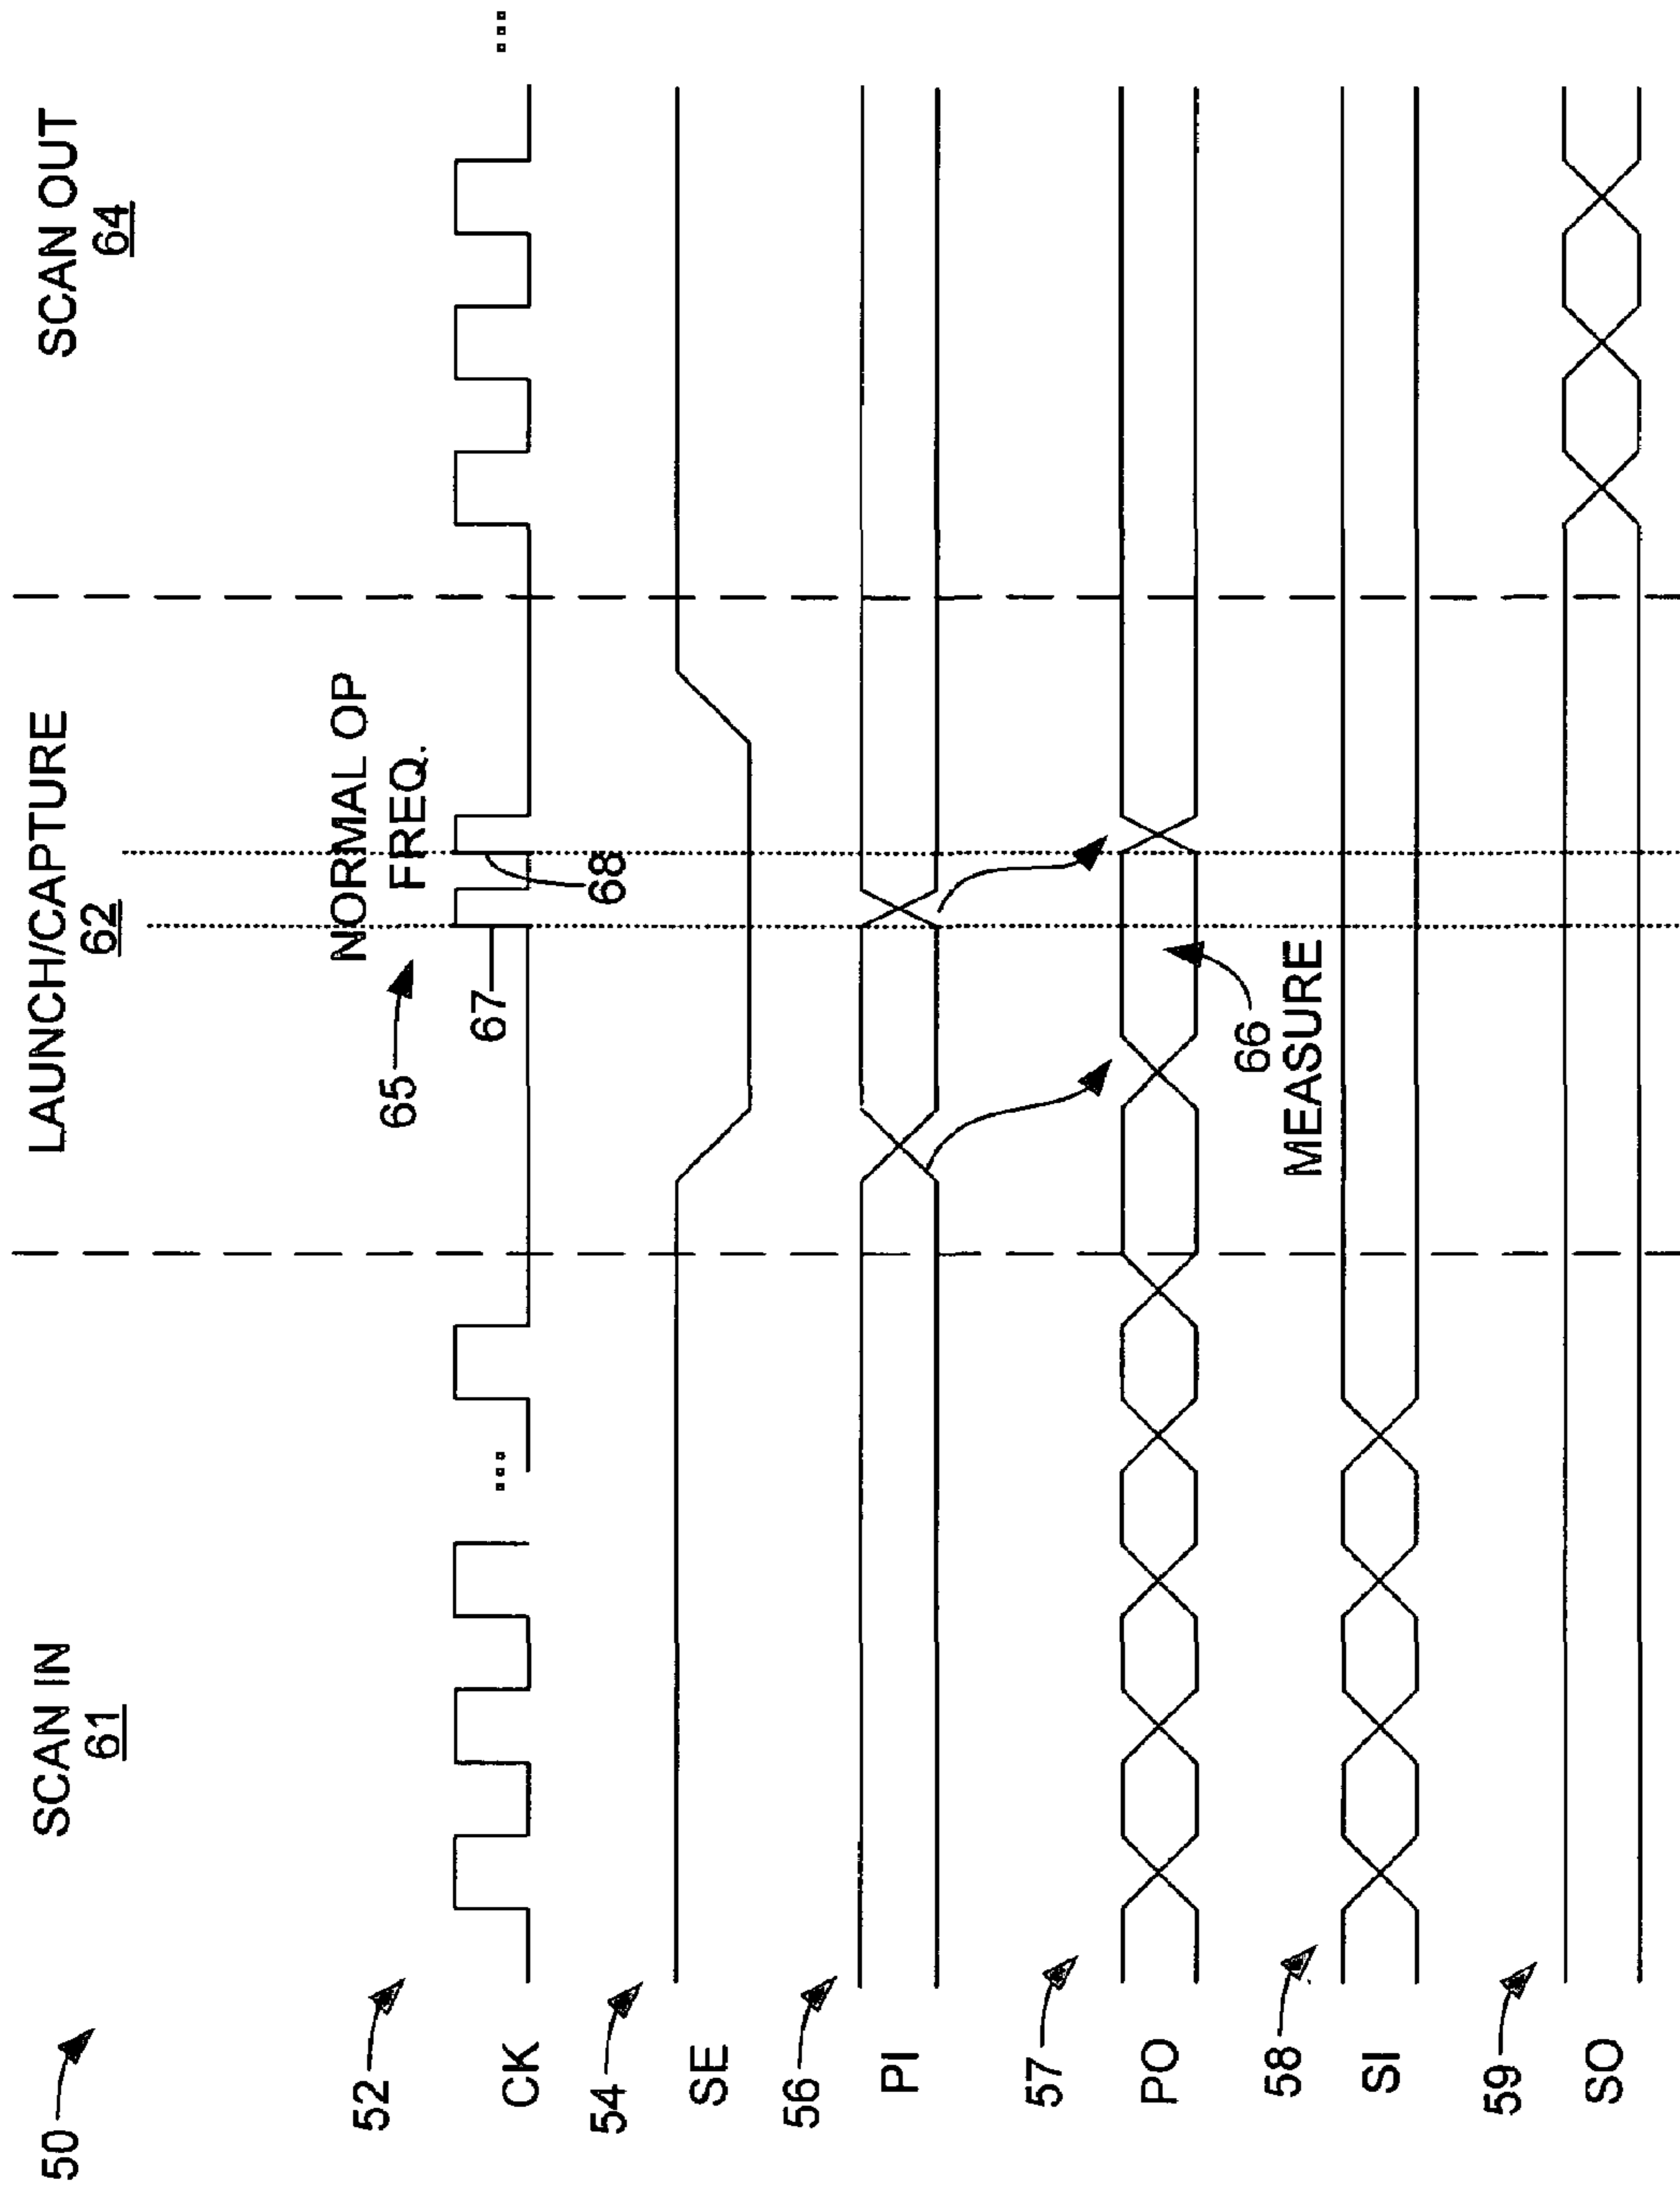 50
SCAN IN
61
LAUNCH/CAPTURE
62
SCAN OUT
64
52
CK
65
NORMAL OP
FREQ.
67
68
...
...
54
SE
56
PI
57
PO
66
MEASURE
58
SI
59
SO